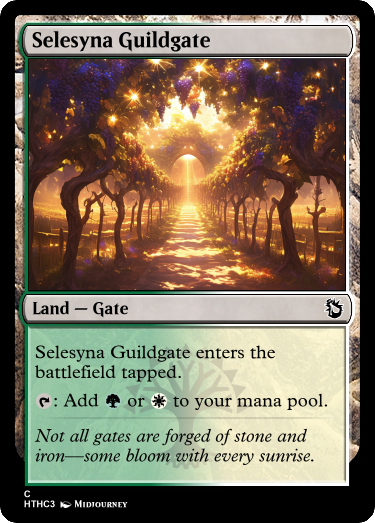 Selesyna Guildgate
Land — Gate
Selesyna Guildgate enters the
battlefield tapped.
: Add or to your mana pool.
Not all gates are forged of stone and
iron—some bloom with every sunrise.
C
HTHC3 Midjourney